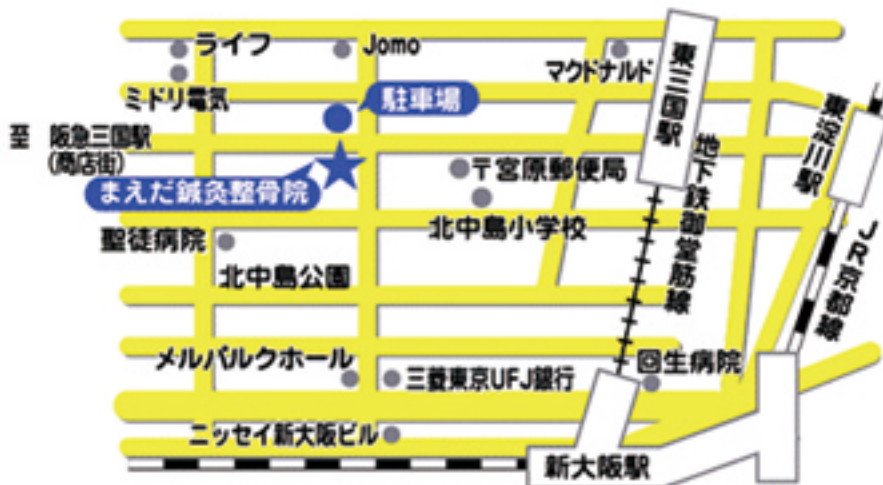 ライフ
Jomo
マクドナルド
東三国駅
ミドリ電気
駐車場
東淀川駅
至 阪急三国駅
(商店街)
地下鉄御堂筋線
〒宮原郵便局
まえだ鍼灸整骨院
北中島小学校
聖徒病院
JR京都線
北中島公園
メルパルクホール
三菱東京UFJ銀行
回生病院
ニッセイ新大阪ビル
新大阪駅